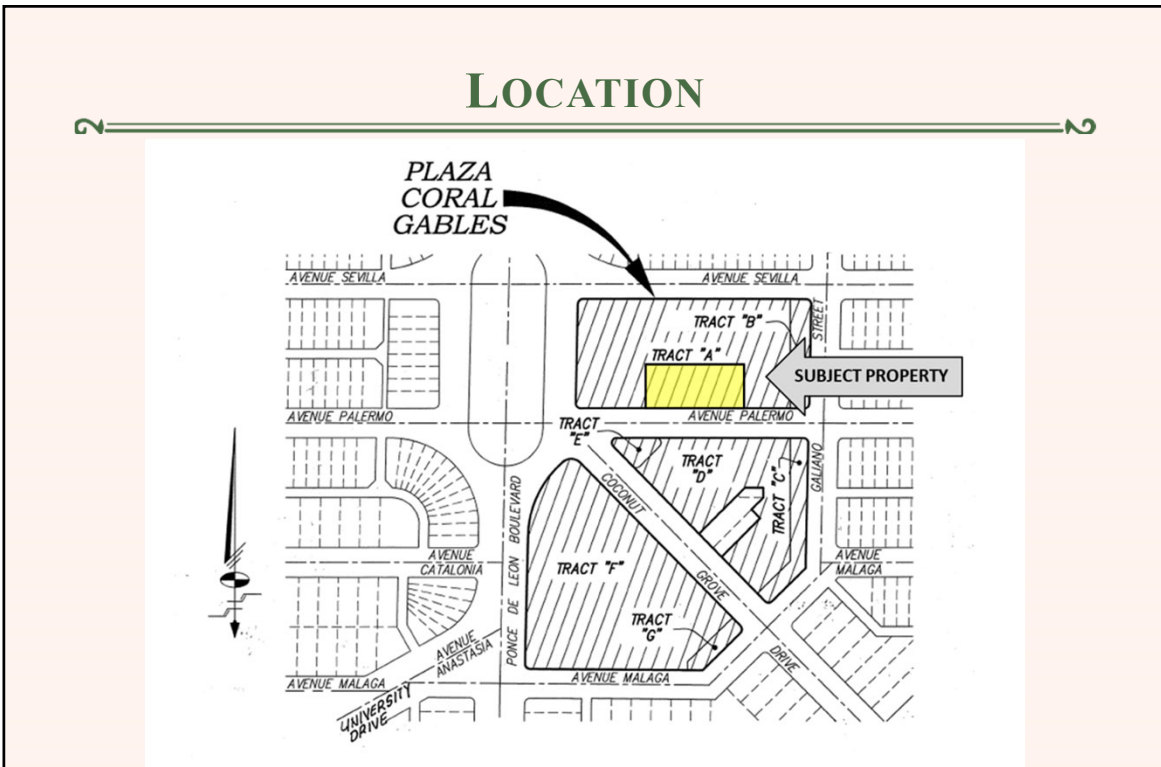 LOCATION
PLAZA
CORAL
GABLES
AVENUE SEVILLA
AVENUE SEVILLA
STREET
TRACT "B"
TRACT "A"
SUBJECT PROPERTY
AVENUE PALERMO
AVENUE PALERMO
TRACT
"E"
TRACT
"D"
TRACT "C"
GALIANO
COCONUT
PONCE DE LEON BOULEVARD
AVENUE
CATALONIA
TRACT "F"
GROVE
AVENUE
MALAGA
TRACT
"G"
AVENUE
ANASTASIA
DRIVE
AVENUE MALAGA
AVENUE MALAGA
UNIVERSITY
DRIVE